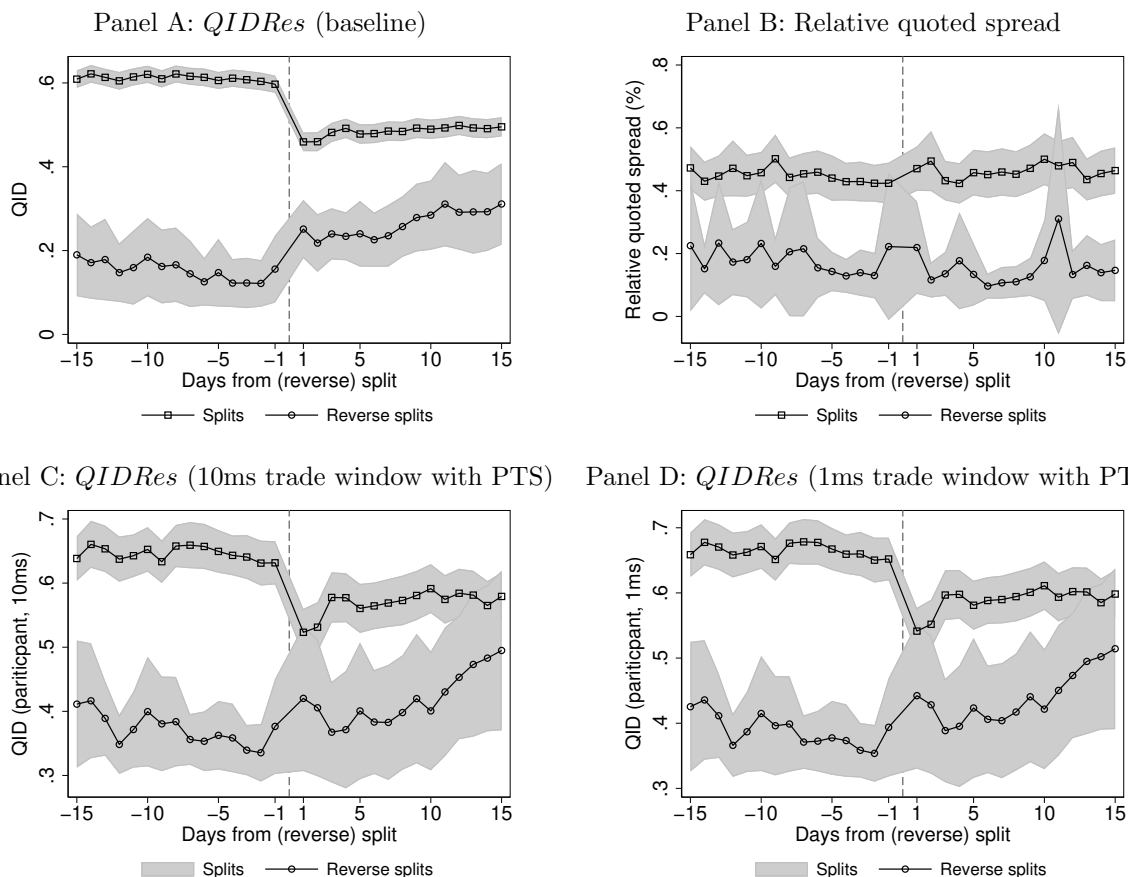 Panel A: QIDRes (baseline)
QID
.6
.4
.2
0
−15
−10
−5
−1
1
5
10
15
Days from (reverse) split
Splits
Reverse splits
Panel B: Relative quoted spread
Relative quoted spread (%)
.8
.6
.4
.2
0
−15
−10
−5
−1
1
5
10
15
Days from (reverse) split
Splits
Reverse splits
nel C: QIDRes (10ms trade window with PTS)
QID (pariticpant, 10ms)
.7
.6
.5
.4
.3
−15
−10
−5
−1
1
5
10
15
Days from (reverse) split
Splits
Reverse splits
Panel D: QIDRes (1ms trade window with PT
QID (pariticpant, 1ms)
.7
.6
.5
.4
.3
−15
−10
−5
−1
1
5
10
15
Days from (reverse) split
Splits
Reverse splits